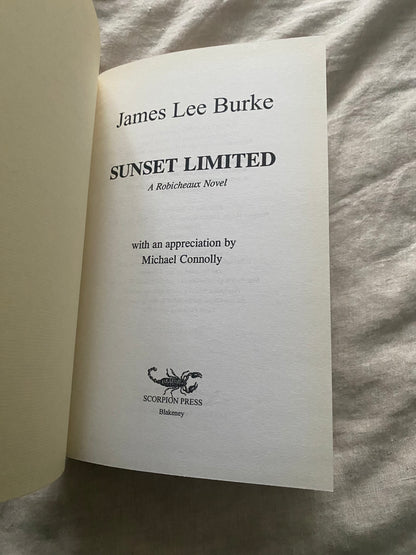 James Lee Burke
SUNSET LIMITED
A Robicheaux Novel
with an appreciation by
Michael Connolly
SCORPION PRESS
Blakeney